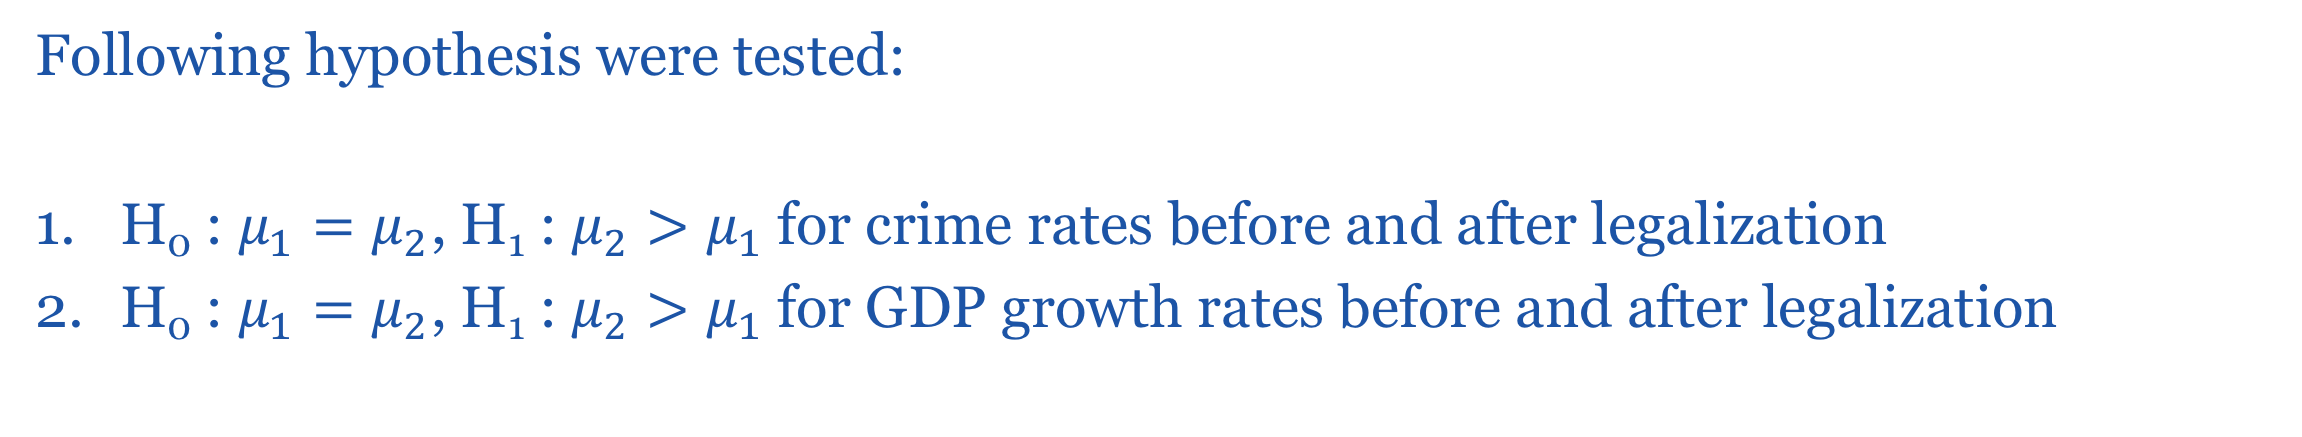 Following hypothesis were tested:
1. H₀ : μ₁ = μ₂, H₁ : μ₂ > μ₁ for crime rates before and after legalization
2. H₀ : μ₁ = μ₂, H₁ : μ₂ > μ₁ for GDP growth rates before and after legalization